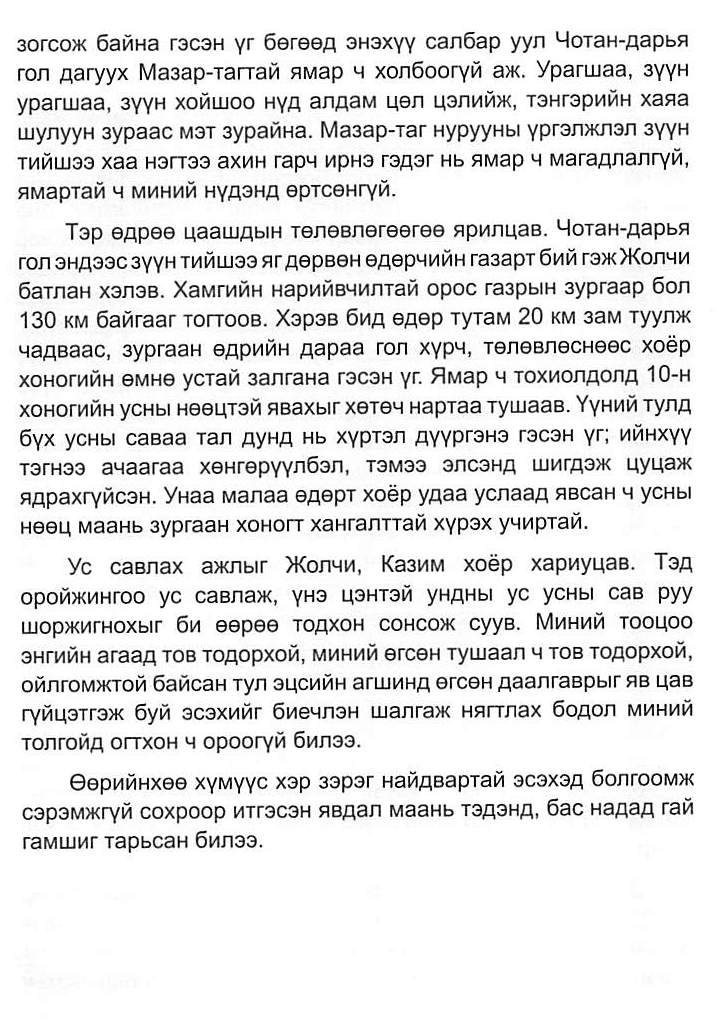 зогсож байна гэсэн үг бөгөөд энэхүү салбар уул Чотан-дарья
гол дагуух Мазар-тагтай ямар ч холбоогүй аж. Урагшаа, зүүн
урагшаа, зүүн хойшоо нүд алдам цөл цэлийж, тэнгэрийн хаяа
шулуун зураас мэт зурайна. Мазар-таг нурууны үргэлжлэл зүүн
тийшээ хаа нэгтээ ахин гарч ирнэ гэдэг нь ямар ч магадлалгүй,
ямартай ч миний нүдэнд өртсөнгүй.
Тэр өдрөө цаашдын төлөвлөгөөгөө ярилцав. Чотан-дарья
гол эндээс зүүн тийшээ яг дөрвөн өдөрчийн газарт бий гэж Жолчи
батлан хэлэв. Хамгийн нарийвчилтай орос газрын зургаар бол
130 км байгааг тогтоов. Хэрэв бид өдөр тутам 20 км зам туулж
чадваас, зургаан өдрийн дараа гол хүрч, төлөвлөснөөс хоёр
хоногийн өмнө устай залгана гэсэн үг. Ямар ч тохиолдолд 10-н
хоногийн усны нөөцтэй явахыг хөтөч нартаа тушаав. Үүний тулд
бүх усны саваа тал дунд нь хүртэл дүүргэнэ гэсэн үг; ийнхүү
тэгнээ ачаагаа хөнгөрүүлбэл, тэмээ элсэнд шигдэж цуцаж
ядрахгүйсэн. Унаа малаа өдөрт хоёр удаа услаад явсан ч усны
нөөц маань зургаан хоногт хангалттай хүрэх учиртай.
Ус савлах ажлыг Жолчи, Казим хоёр хариуцав. Тэд
оройжингоо ус савлаж, үнэ цэнтэй ундны ус усны сав руу
шоржигнохыг би өөрөө тодхон сонсож суув. Миний тооцоо
энгийн агаад тов тодорхой, миний өгсөн тушаал ч тов тодорхой,
ойлгомжтой байсан тул эцсийн агшинд өгсөн даалгаврыг яв цав
гүйцэтгэж буй эсэхийг биечлэн шалгаж нягтлах бодол миний
толгойд огтхон ч ороогүй билээ.
Өөрийнхөө хүмүүс хэр зэрэг найдвартай эсэхэд болгоомж
сэрэмжгүй сохроор итгэсэн явдал маань тэдэнд, бас надад гай
гамшиг тарьсан билээ.